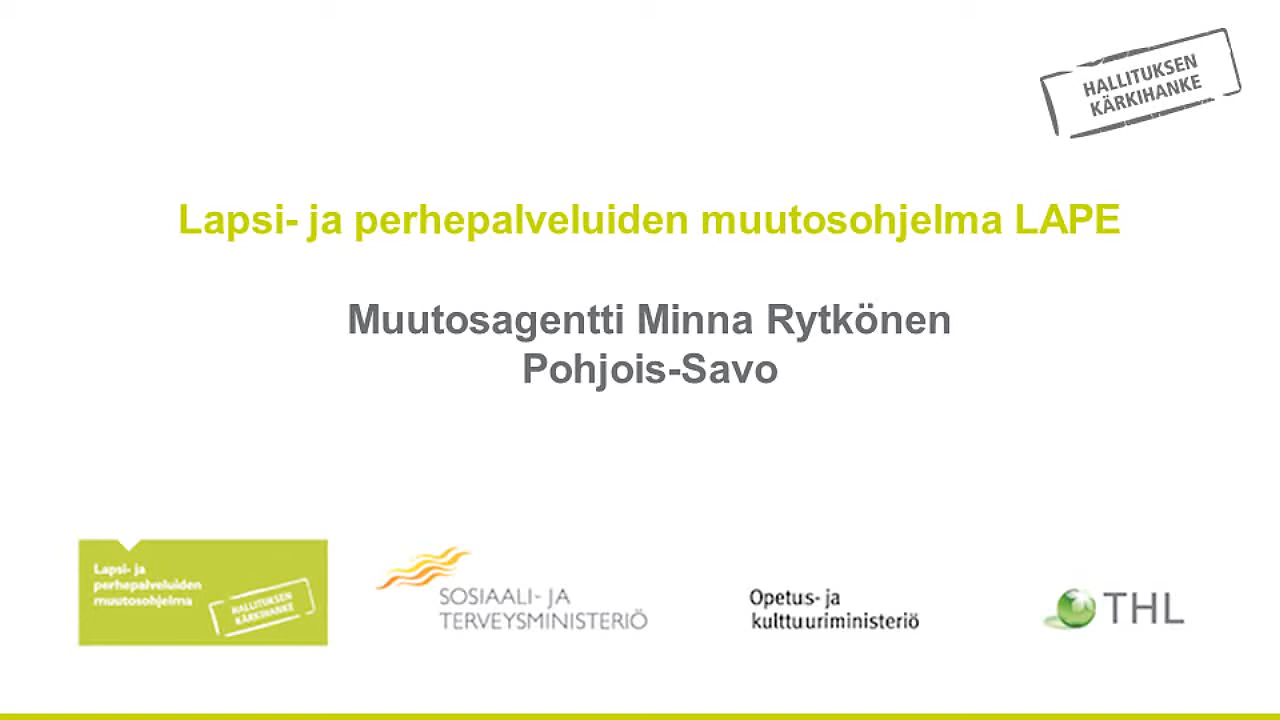 HALLITUKSEN
KÄRKIHANKE
Lapsi- ja perhepalveluiden muutosohjelma LAPE
Muutosagentti Minna Rytkönen
Pohjois-Savo
Lapsi- ja
perhepalveluiden
muutosohjelma
HALLITUKSEN
KÄRKIHANKE
SOSIAALI- JA
TERVEYSMINISTERIÖ
Opetus- ja
kulttuuriministeriö
THL